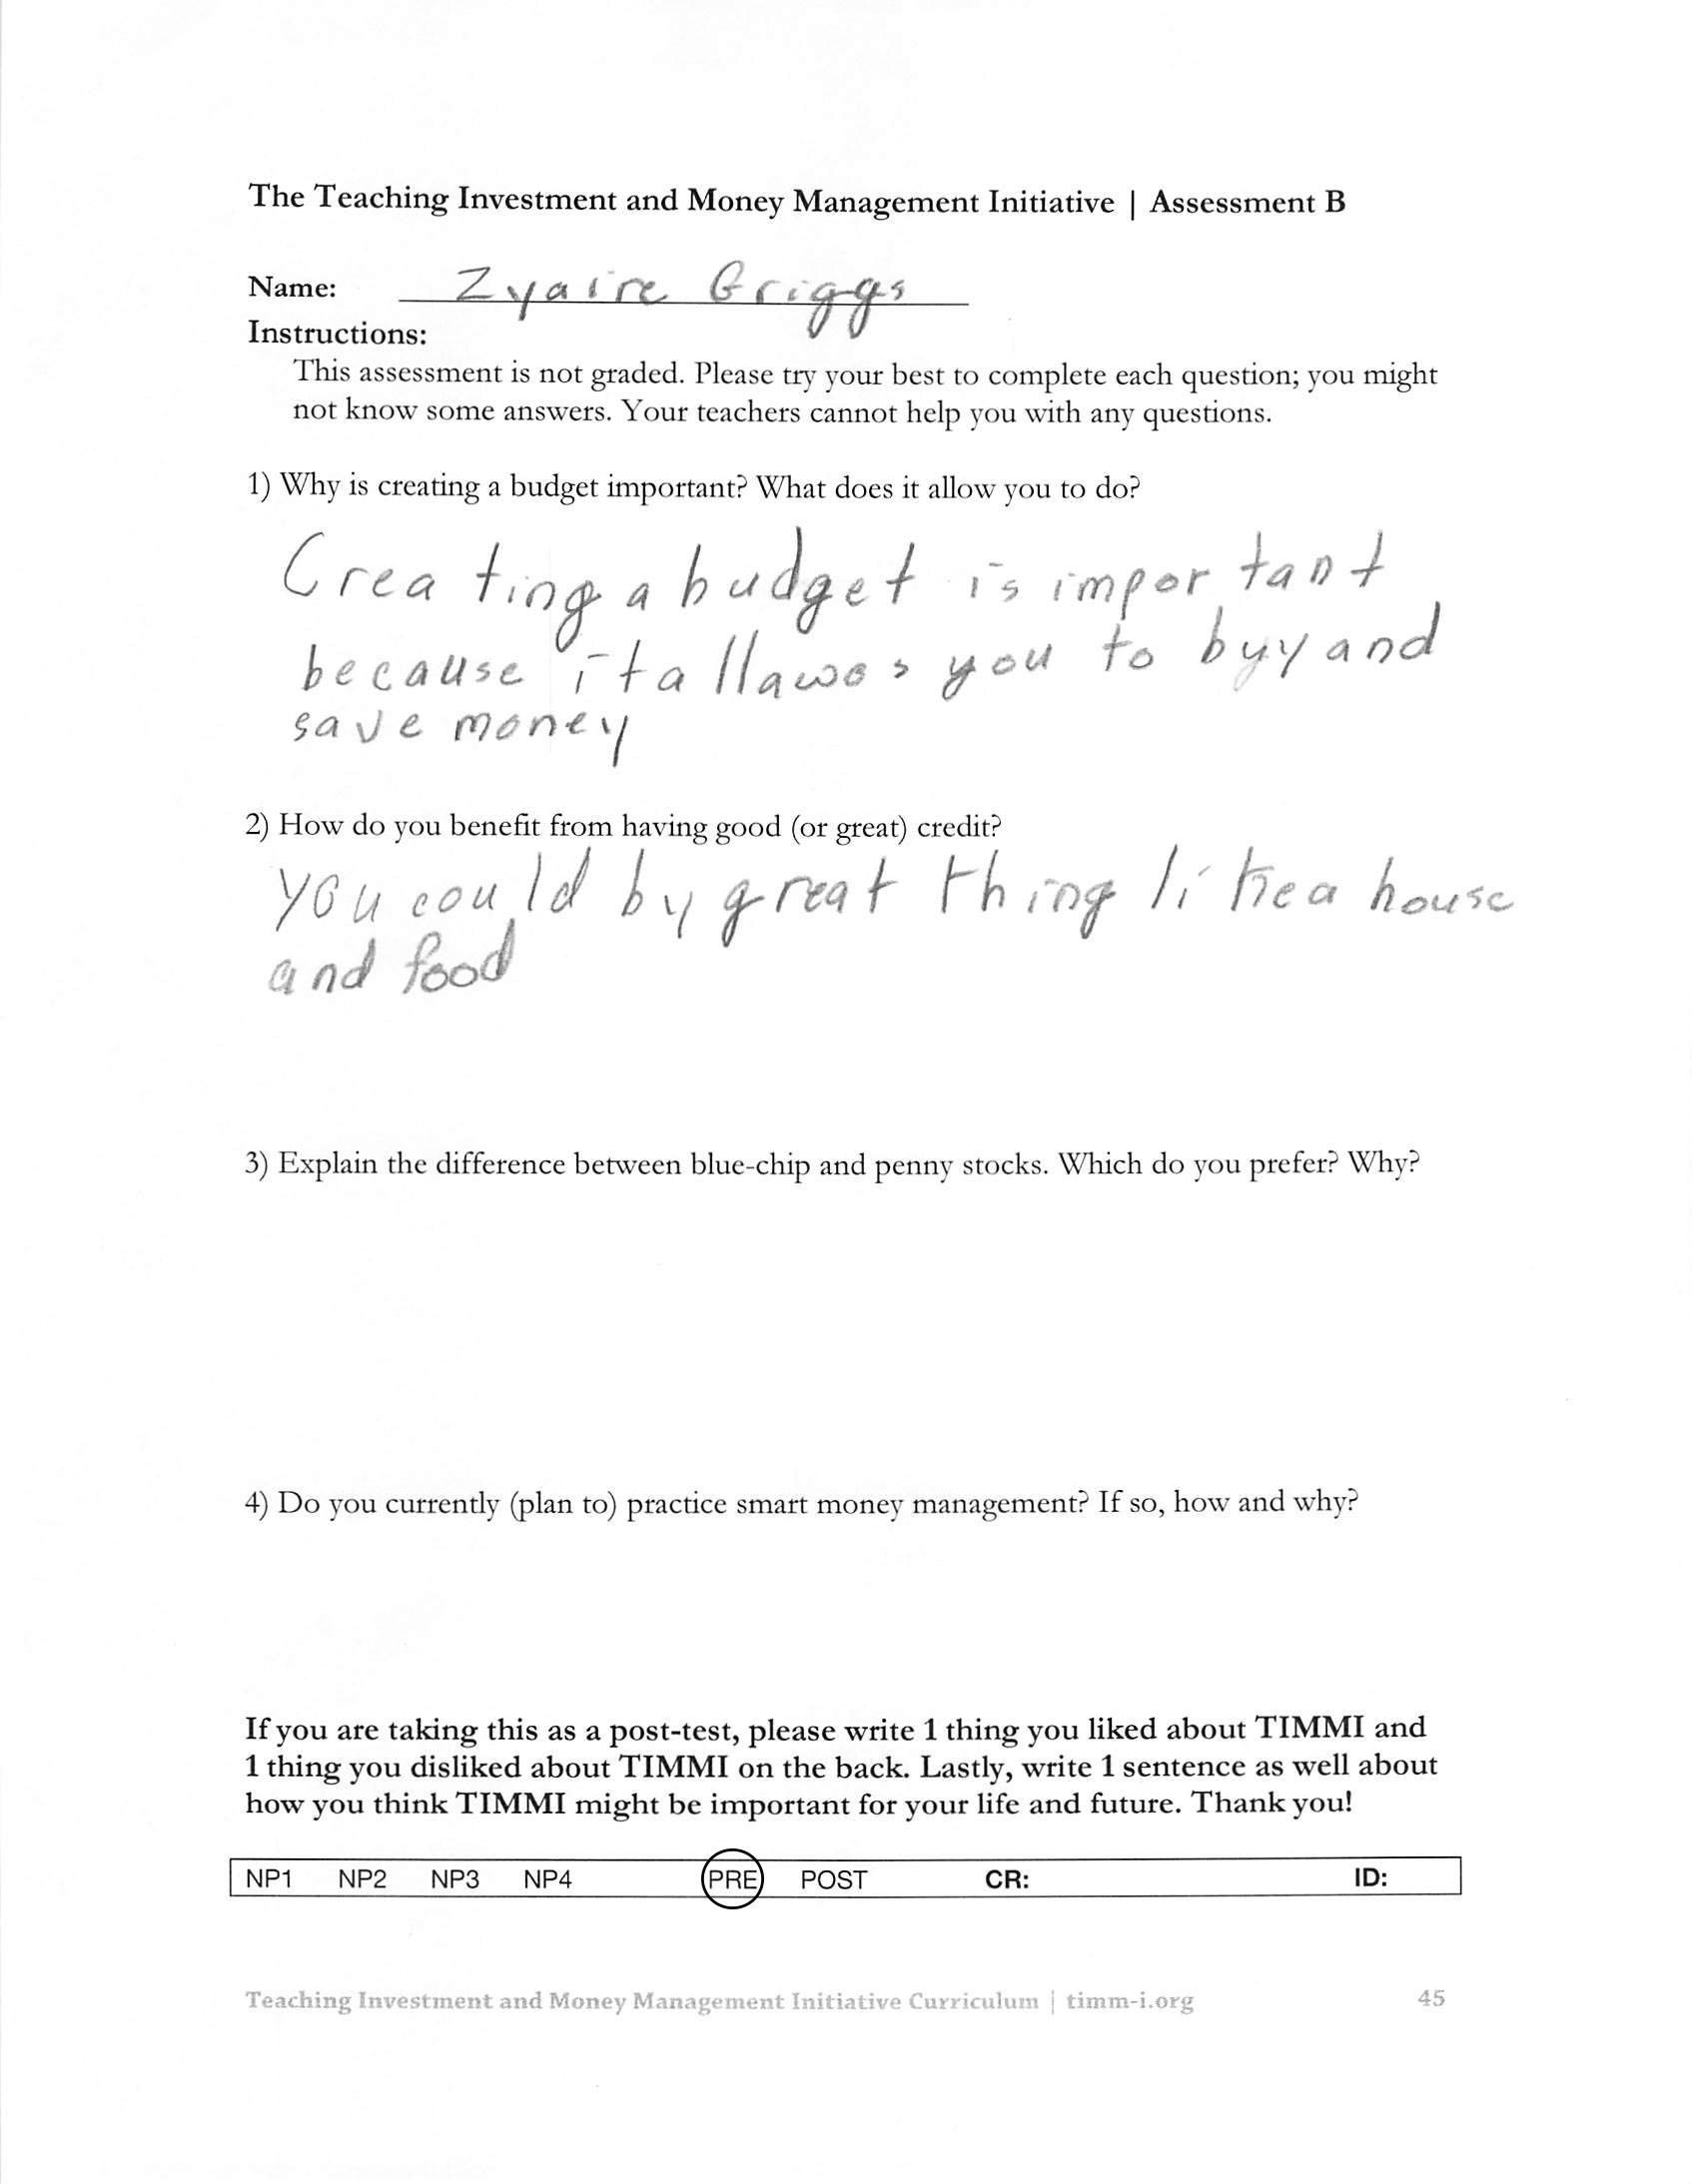 The Teaching Investment and Money Management Initiative | Assessment B
Name: Zyaire Griggs
Instructions:
This assessment is not graded. Please try your best to complete each question; you might
not know some answers. Your teachers cannot help you with any questions.
1) Why is creating a budget important? What does it allow you to do?
Creating a budget is important
because it allawos you to buy and
save money
2) How do you benefit from having good (or great) credit?
you could by great thing like a house
and food
3) Explain the difference between blue-chip and penny stocks. Which do you prefer? Why?
4) Do you currently (plan to) practice smart money management? If so, how and why?
If you are taking this as a post-test, please write 1 thing you liked about TIMMI and
1 thing you disliked about TIMMI on the back. Lastly, write 1 sentence as well about
how you think TIMMI might be important for your life and future. Thank you!
NP1 NP2 NP3 NP4 PRE POST CR: ID:
Teaching Investment and Money Management Initiative Curriculum | timm-i.org 45